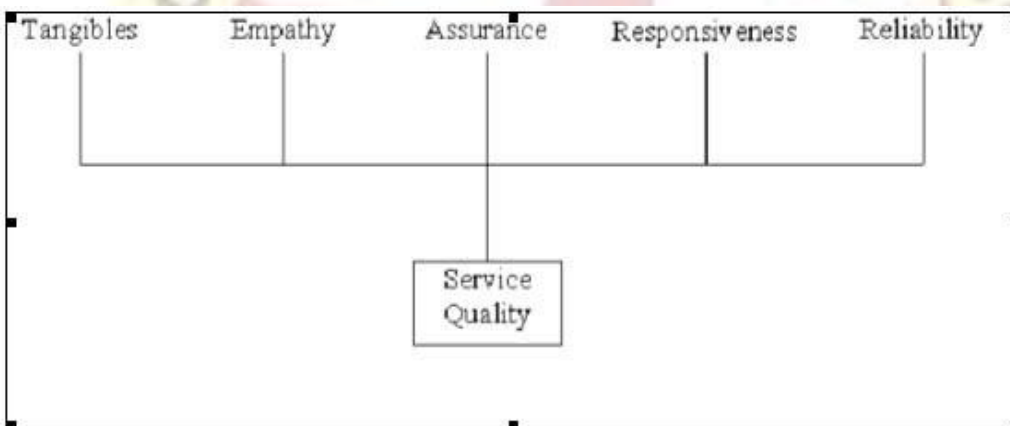 Tangibles Empathy Assurance Responsiveness Reliability
Service
Quality